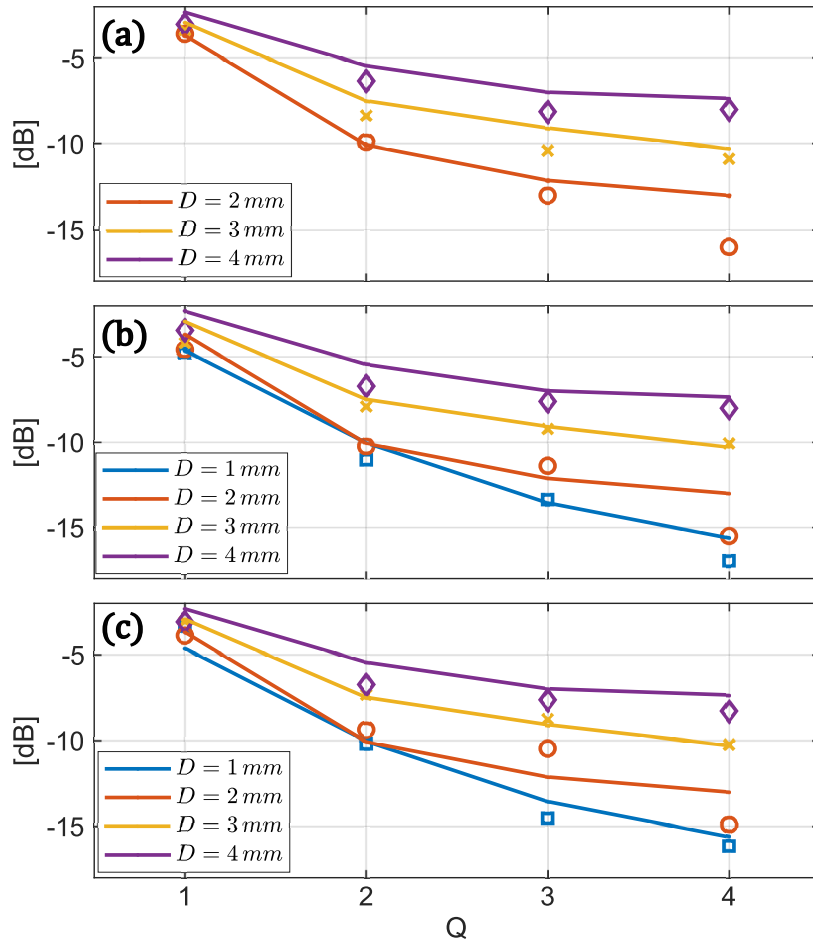 (a)
[dB]
-5
-10
-15
D = 2 mm
D = 3 mm
D = 4 mm
(b)
[dB]
-5
-10
-15
D = 1 mm
D = 2 mm
D = 3 mm
D = 4 mm
(c)
[dB]
-5
-10
-15
D = 1 mm
D = 2 mm
D = 3 mm
D = 4 mm
1 2 3 4
Q